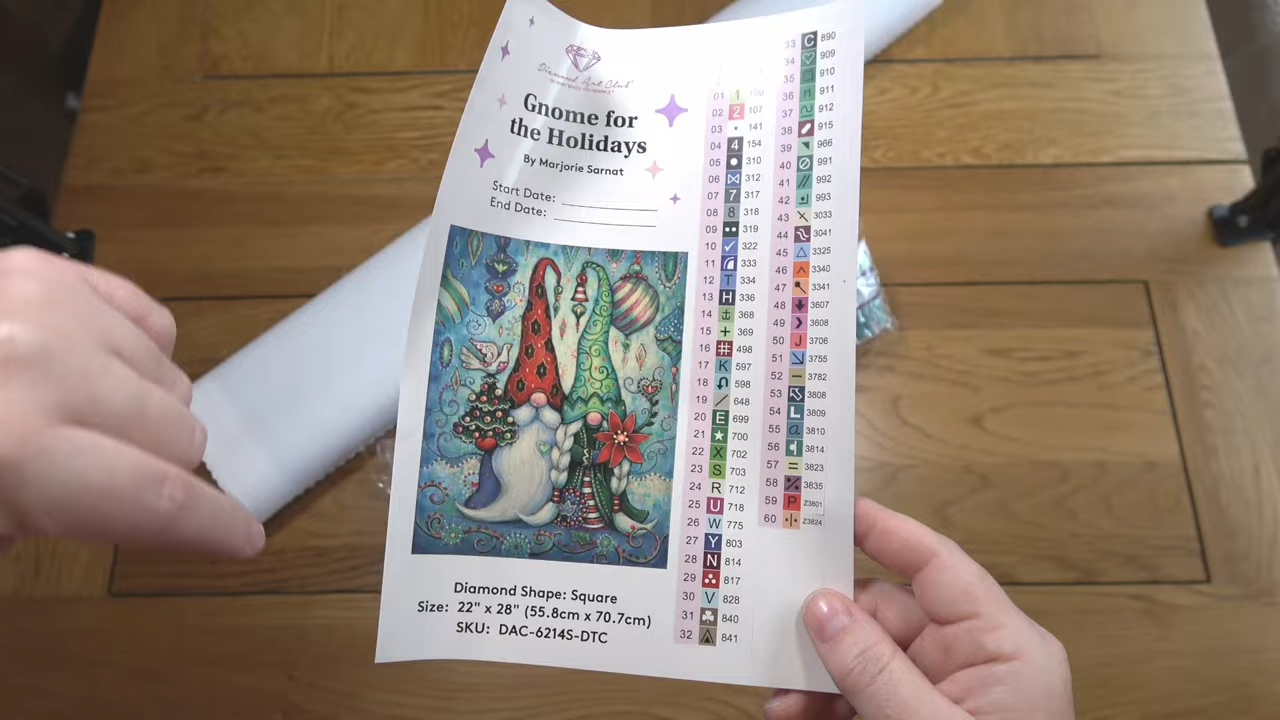 Diamond Art Club
Gnome for
the Holidays
By Marjorie Sarnat
Start Date:
End Date:
Diamond Shape: Square
Size: 22" x 28" (55.8cm x 70.7cm)
SKU: DAC-6214S-DTC
01 1
02 2 107
03 141
04 4 154
05 310
06 312
07 7 317
08 8 318
09 319
10 322
11 333
12 T 334
13 H 336
14 368
15 + 369
16 # 498
17 K 597
18 598
19 / 648
20 E 699
21 ★ 700
22 X 702
23 S 703
24 R 712
25 U 718
26 W 775
27 Y 803
28 N 814
29 817
30 V 828
31 840
32 841
33 C 890
34 909
35 910
36 n 911
37 912
38 915
39 966
40 991
41 // 992
42 993
43 3033
44 3041
45 △ 3325
46 3340
47 3341
48 3607
49 3608
50 J 3706
51 3755
52 – 3782
53 3808
54 L 3809
55 a 3810
56 3814
57 = 3823
58 3835
59 P Z3801
60 Z3824